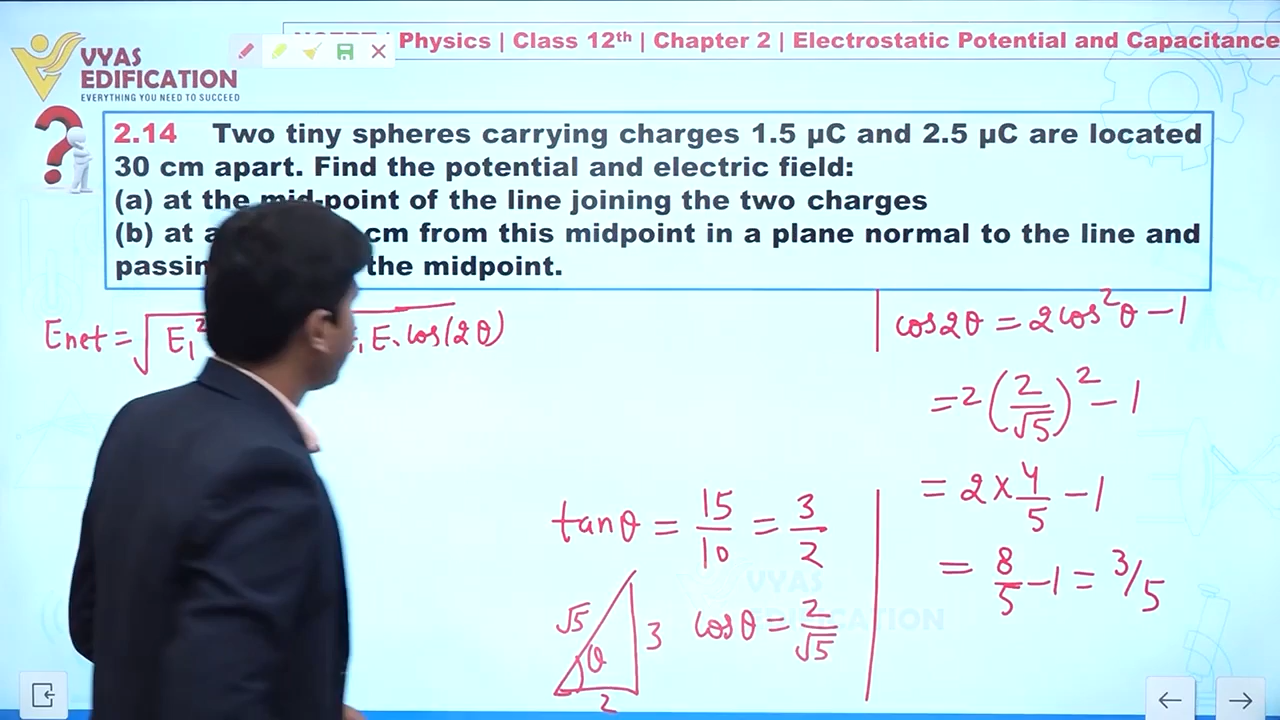 Physics | Class 12th | Chapter 2 | Electrostatic Potential and Capacitance
VYAS
EDIFICATION
EVERYTHING YOU NEED TO SUCCEED
2.14 Two tiny spheres carrying charges 1.5 μC and 2.5 μC are located
30 cm apart. Find the potential and electric field:
(a) at the mid-point of the line joining the two charges
(b) at a cm from this midpoint in a plane normal to the line and
the midpoint.
Enet = √E₁² E₁ E₂ cos(2θ)
cos2θ = 2cos²θ - 1
= 2 (2/√5)² - 1
= 2 × 4/5 - 1
= 8/5 - 1 = 3/5
tanθ = 15/10 = 3/2
√5 θ 3 2
cosθ = 2/√5
VYAS
EDIFICATION